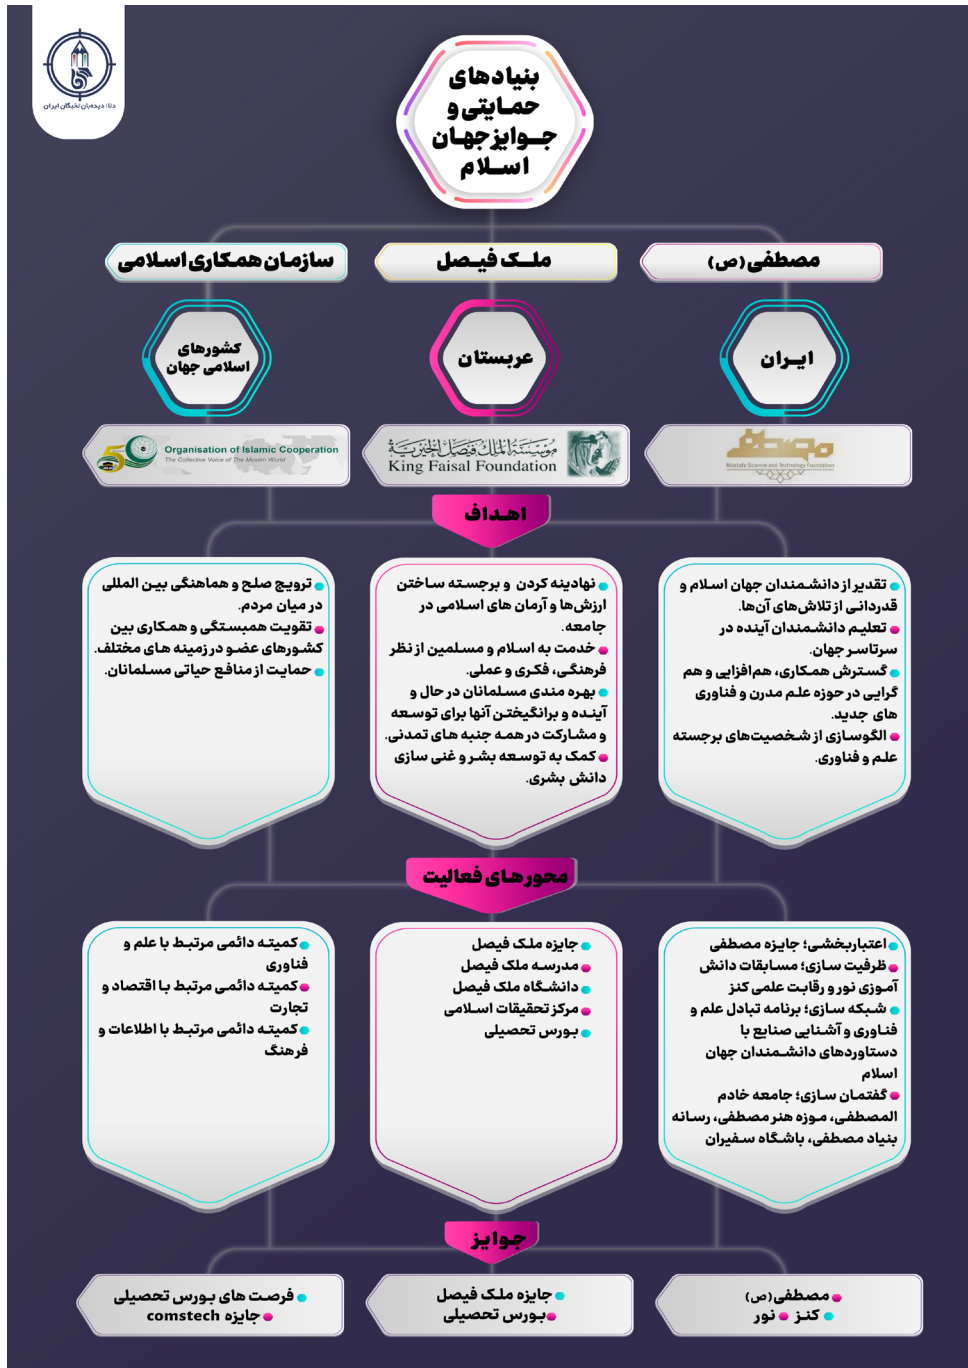 دنا؛ دیده‌بان نخبگان ایران
بنیادهای
حمایتی و
جوایز جهان
اسلام
مصطفی (ص)
ملک فیصل
سازمان همکاری اسلامی
ایران
عربستان
کشورهای
اسلامی جهان
مصطفی
Mustafa Science and Technology Foundation
مؤسسة الملك فيصل الخيرية
King Faisal Foundation
50
Organisation of Islamic Cooperation
The Collective Voice of The Muslim World
اهداف
تقدیر از دانشمندان جهان اسلام و
قدردانی از تلاش‌های آن‌ها.
تعلیم دانشمندان آینده در
سرتاسر جهان.
گسترش همکاری، هم‌افزایی و هم
گرایی در حوزه علم مدرن و فناوری
های جدید.
الگوسازی از شخصیت‌های برجسته
علم و فناوری.
نهادینه کردن و برجسته ساختن
ارزش‌ها و آرمان های اسلامی در
جامعه.
خدمت به اسلام و مسلمین از نظر
فرهنگی، فکری و عملی.
بهره مندی مسلمانان در حال و
آینده و برانگیختن آنها برای توسعه
و مشارکت در همه جنبه های تمدنی.
کمک به توسعه بشر و غنی سازی
دانش بشری.
ترویج صلح و هماهنگی بین المللی
در میان مردم.
تقویت همبستگی و همکاری بین
کشورهای عضو در زمینه های مختلف.
حمایت از منافع حیاتی مسلمانان.
محورهای فعالیت
اعتباربخشی؛ جایزه مصطفی
ظرفیت سازی؛ مسابقات دانش
آموزی نور و رقابت علمی کنز
شبکه سازی؛ برنامه تبادل علم و
فناوری و آشنایی صنایع با
دستاوردهای دانشمندان جهان
اسلام
گفتمان سازی؛ جامعه خادم
المصطفی، موزه هنر مصطفی، رسانه
بنیاد مصطفی، باشگاه سفیران
جایزه ملک فیصل
مدرسه ملک فیصل
دانشگاه ملک فیصل
مرکز تحقیقات اسلامی
بورس تحصیلی
کمیته دائمی مرتبط با علم و
فناوری
کمیته دائمی مرتبط با اقتصاد و
تجارت
کمیته دائمی مرتبط با اطلاعات و
فرهنگ
جوایز
مصطفی (ص)
کنز نور
جایزه ملک فیصل
بورس تحصیلی
فرصت های بورس تحصیلی
جایزه comstech